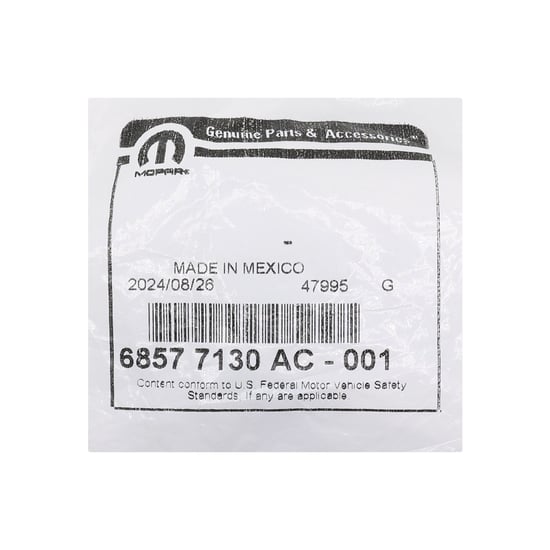 Genuine Parts & Accessories
MOPAR
MADE IN MEXICO
2024/08/26 47995 G
6857 7130 AC - 001
Content conform to U.S. Federal Motor Vehicle Safety
Standards, If any are applicable